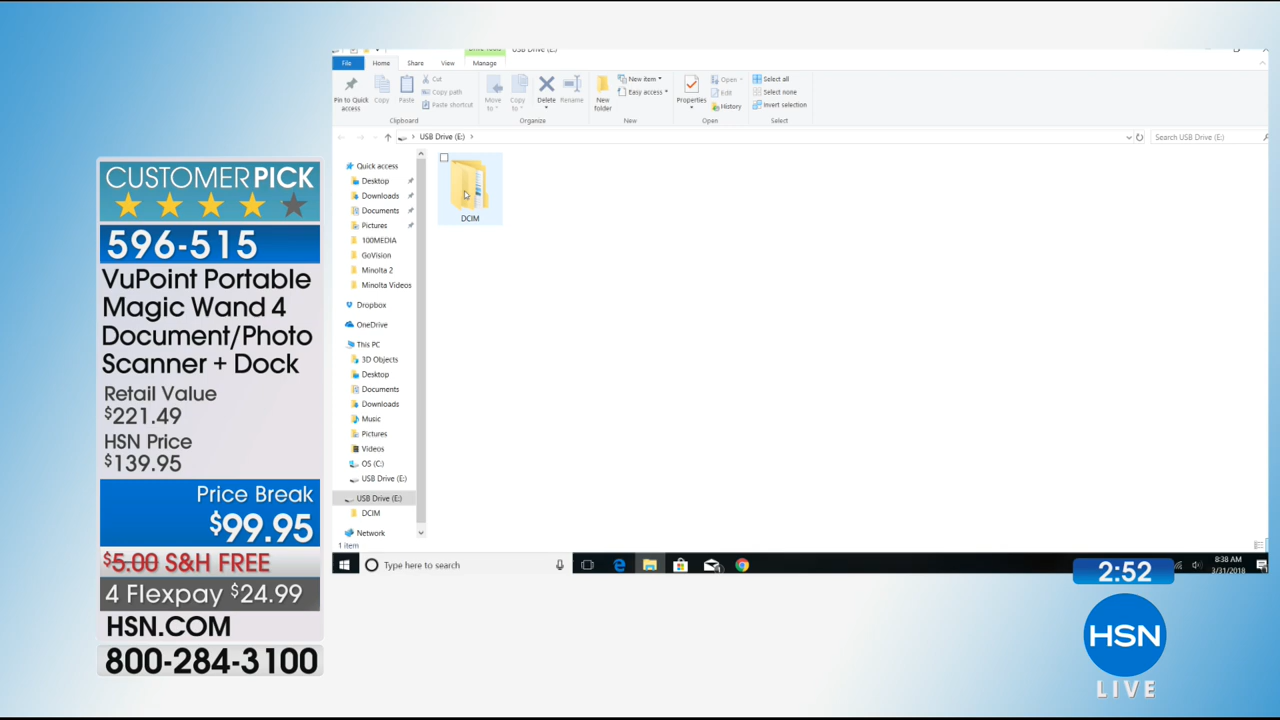 CUSTOMER PICK
596-515
VuPoint Portable
Magic Wand 4
Document/Photo
Scanner + Dock
Retail Value
$221.49
HSN Price
$139.95
Price Break
$99.95
$5.00 S&H FREE
4 Flexpay $24.99
HSN.COM
800-284-3100
USB Drive (E:)
File
Home
Share
View
Manage
Pin to Quick
access
Copy
Paste
Cut
Copy path
Paste shortcut
Clipboard
Move
to
Copy
to
Delete
Rename
Organize
New
folder
New item
Easy access
New
Properties
Open
Edit
History
Open
Select all
Select none
Invert selection
Select
USB Drive (E:)
Search USB Drive (E:)
Quick access
Desktop
Downloads
Documents
Pictures
100MEDIA
GoVision
Minolta 2
Minolta Videos
Dropbox
OneDrive
This PC
3D Objects
Desktop
Documents
Downloads
Music
Pictures
Videos
OS (C:)
USB Drive (E:)
USB Drive (E:)
DCIM
Network
DCIM
1 item
Type here to search
8:38 AM
3/31/2018
2:52
HSN
LIVE